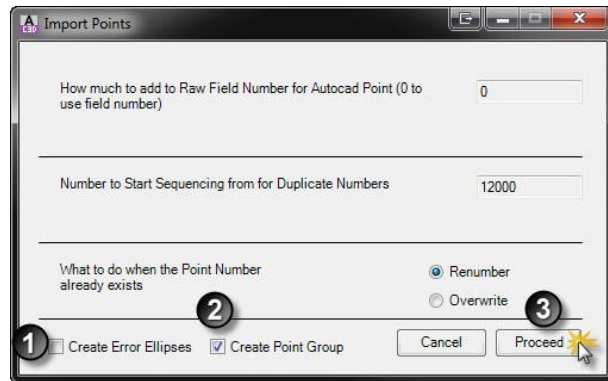 A
C3D
Import Points
How much to add to Raw Field Number for Autocad Point (0 to
use field number)
0
Number to Start Sequencing from for Duplicate Numbers
12000
What to do when the Point Number
already exists
Renumber
Overwrite
1
Create Error Ellipses
2
Create Point Group
Cancel
3
Proceed